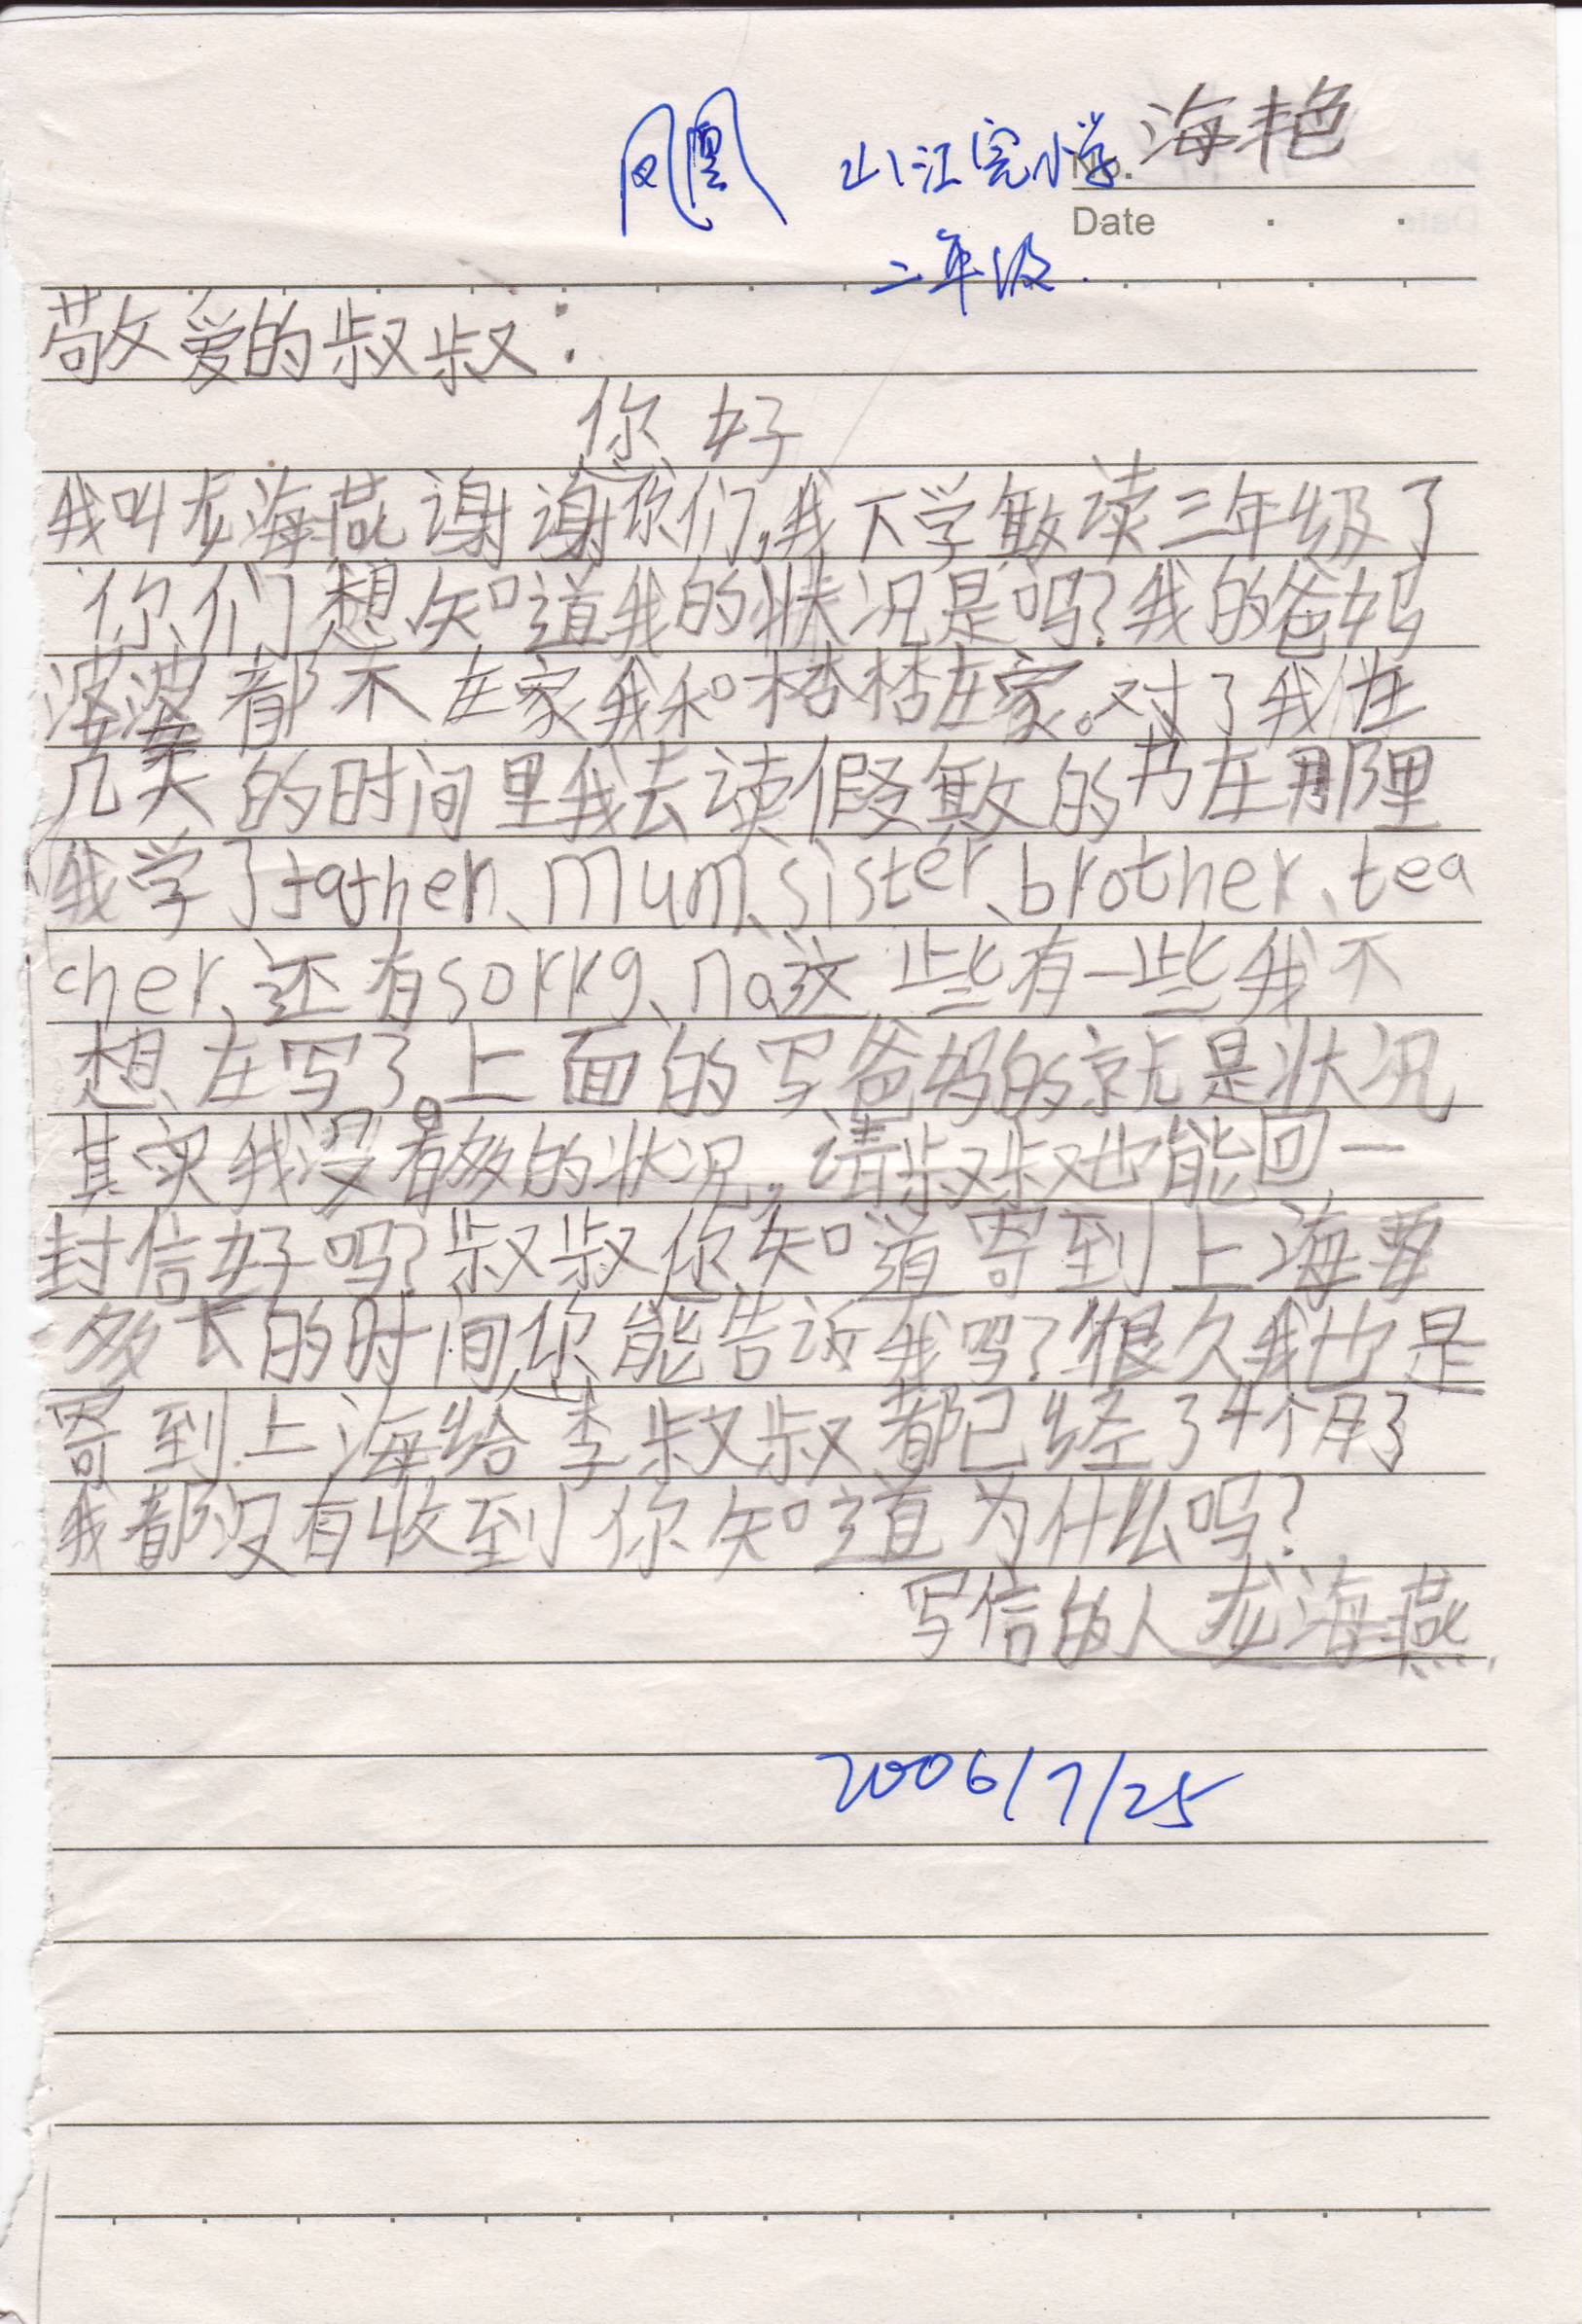 凤凰 山江完小学 海艳
No.
Date
二年级
敬爱的叔叔：
你好
我叫龙海燕谢谢您们,我下学期读三年级了
你们想知道我的状况是吗?我的爸妈
婆婆都不在家我和 在家。对了我在
几天的时间里我去读假期的书在那里
我学了father、mum、sister、brother、tea
cher、还有sorry、no这些有一些我不
想在写了。上面的写爸妈的就是状况
其实我没有多的状况,请叔叔也能回一
封信好吗?叔叔您知道寄到上海要
多长的时间您能告诉我吗?很久我也是
寄到上海给李叔叔都已经了4个月了
我都没有收到你知道为什么吗?
写信的人龙海燕
2006/7/25